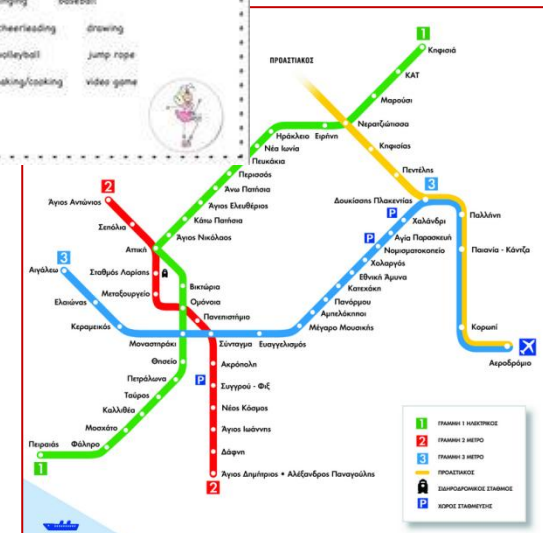 baseball
cheerleading drawing
volleyball jump rope
video game
1
Κηφισιά
ΠΡΟΑΣΤΙΑΚΟΣ
ΚΑΤ
Μαρούσι
Νερατζιώτισσα
Ειρήνη
Ηράκλειο
Νέα Ιωνία
Κηφισίας
Πευκάκια
Πεντέλης
Περισσός
2
3
Άνω Πατήσια
Δουκίσσης Πλακεντίας
Άγιος Αντώνιος
Άγιος Ελευθέριος
P
Παλλήνη
Χαλάνδρι
Κάτω Πατήσια
Σεπόλια
Άγιος Νικόλαος
P
Αγία Παρασκευή
Αττική
Νομισματοκοπείο
Παιανία - Κάντζα
3
Χολαργός
Αιγάλεω
Σταθμός Λαρίσης
Εθνική Άμυνα
Βικτώρια
Κατεχάκη
Μεταξουργείο
Ελαιώνας
Ομόνοια
Πανόρμου
Πανεπιστήμιο
Αμπελόκηποι
Κεραμεικός
Μέγαρο Μουσικής
Κορωπί
Μοναστηράκι
Σύνταγμα
Ευαγγελισμός
Θησείο
Ακρόπολη
Αεροδρόμιο
Πετράλωνα
P
Συγγρού - Φιξ
Ταύρος
Νέος Κόσμος
Καλλιθέα
Μοσχάτο
Άγιος Ιωάννης
Πειραιάς
Φάληρο
Δάφνη
1
2
Άγιος Δημήτριος • Αλέξανδρος Παναγούλης
1 ΓΡΑΜΜΗ 1 ΗΛΕΚΤΡΙΚΟΣ
2 ΓΡΑΜΜΗ 2 ΜΕΤΡΟ
3 ΓΡΑΜΜΗ 3 ΜΕΤΡΟ
ΠΡΟΑΣΤΙΑΚΟΣ
ΣΙΔΗΡΟΔΡΟΜΙΚΟΣ ΣΤΑΘΜΟΣ
P ΧΩΡΟΣ ΣΤΑΘΜΕΥΣΗΣ